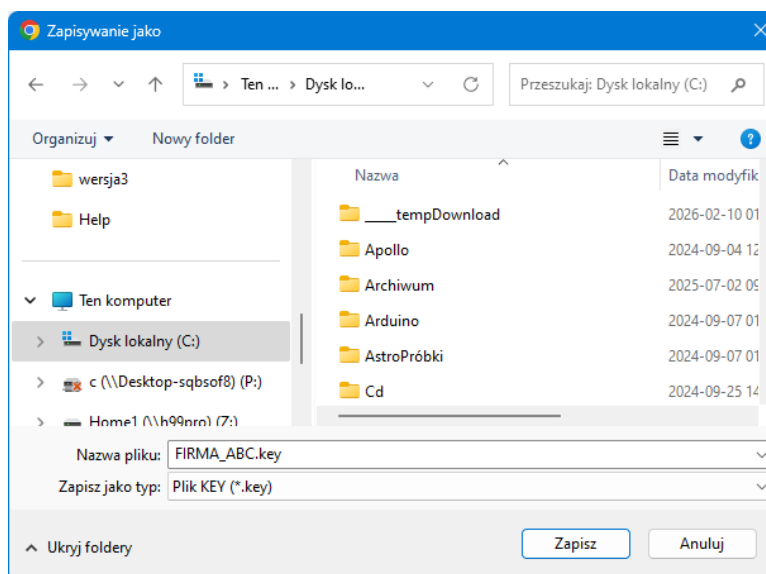 Zapisywanie jako
Ten ... > Dysk lo...
Przeszukaj: Dysk lokalny (C:)
Organizuj
Nowy folder
wersja3
Help
Ten komputer
Dysk lokalny (C:)
c (\\Desktop-sqbsof8) (P:)
Home1 (\\h99pro) (Z:)
Nazwa Data modyfik
____tempDownload 2026-02-10 01
Apollo 2024-09-04 12
Archiwum 2025-07-02 09
Arduino 2024-09-07 01
AstroPróbki 2024-09-07 01
Cd 2024-09-25 14
Nazwa pliku: FIRMA_ABC.key
Zapisz jako typ: Plik KEY (*.key)
Ukryj foldery
Zapisz
Anuluj